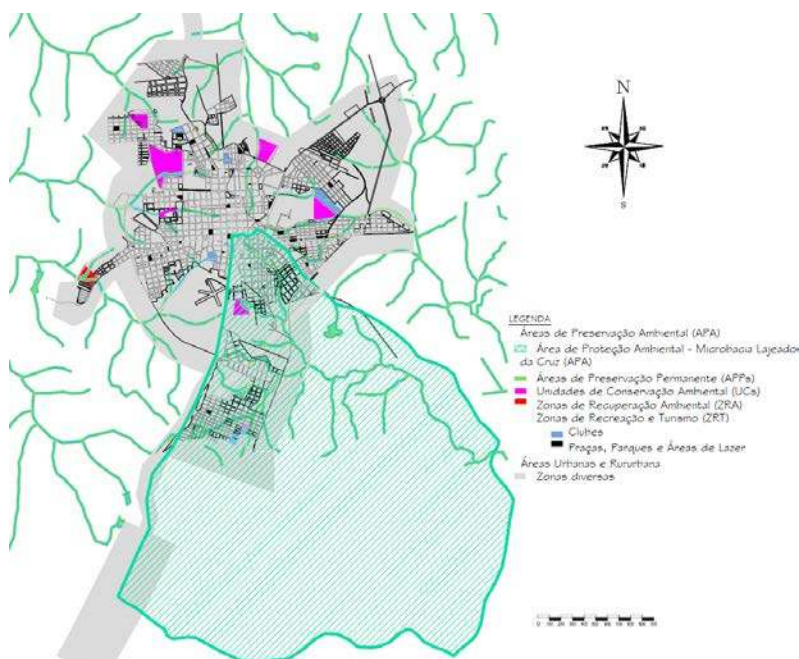 N
S
LEGENDA
Áreas de Preservação Ambiental (APA)
Área de Proteção Ambiental - Microbacia Lajeador
da Cruz (APA)
Áreas de Preservação Permanente (APPs)
Unidades de Conservação Ambiental (UCs)
Zonas de Recuperação Ambiental (ZRA)
Zonas de Recreação e Turismo (ZRT)
Clubes
Praças, Parques e Áreas de Lazer
Áreas Urbanas e Rururbana
Zonas diversas